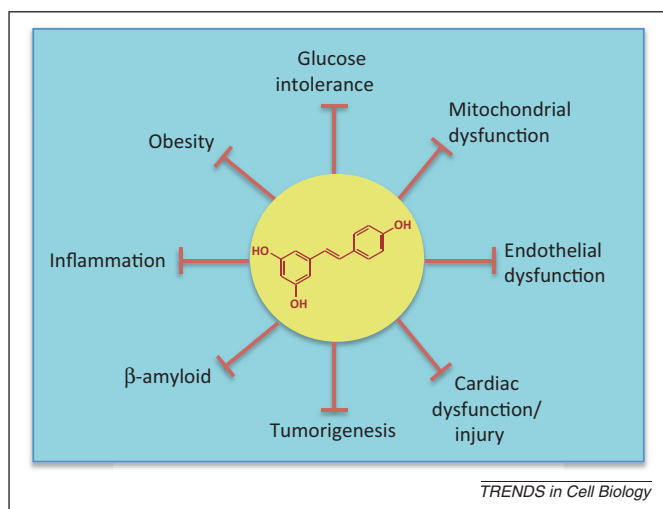 Glucose
intolerance
Mitochondrial
dysfunction
Obesity
OH
Inflammation
HO
Endothelial
dysfunction
OH
β-amyloid
Cardiac
dysfunction/
injury
Tumorigenesis
TRENDS in Cell Biology